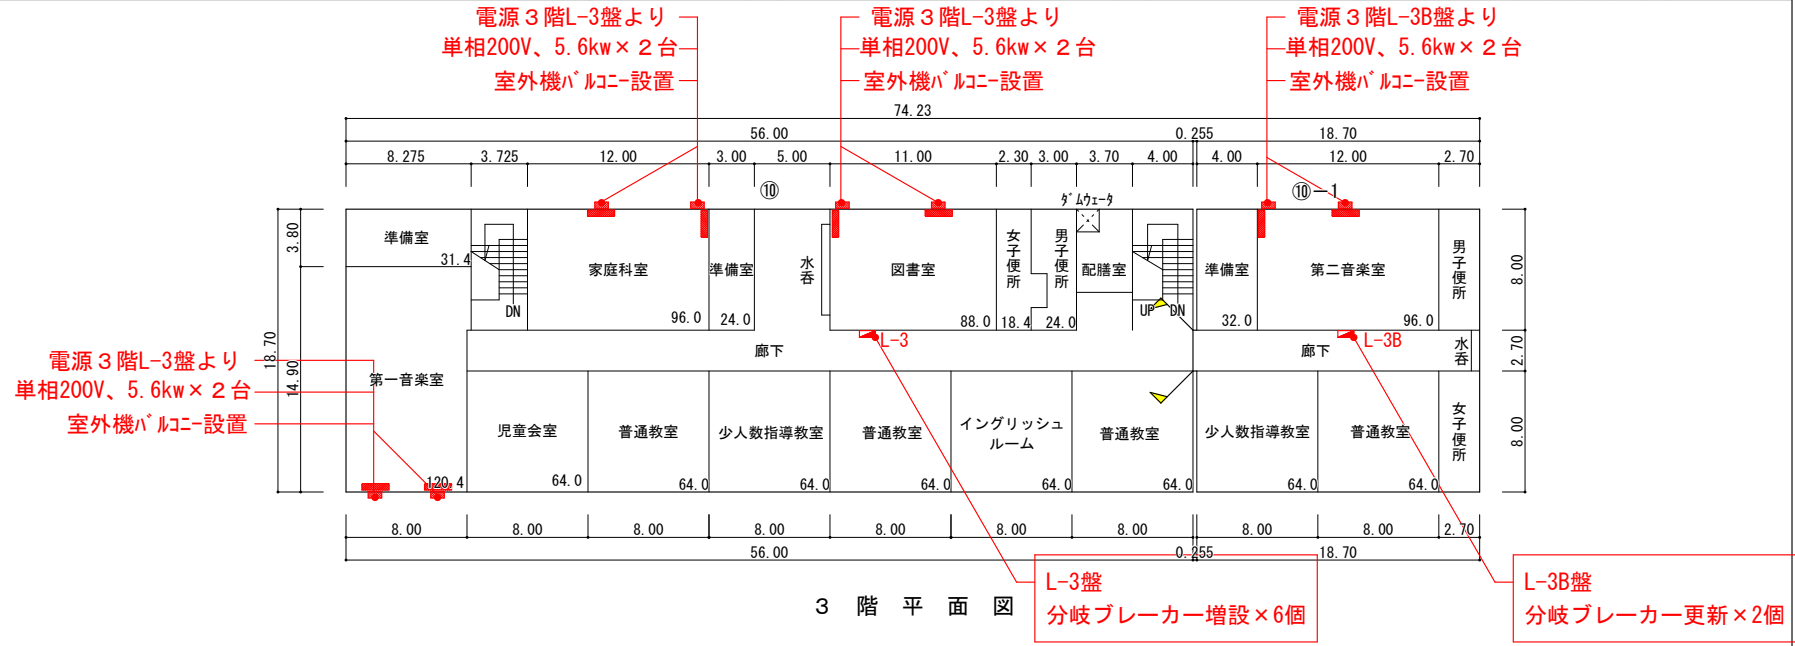 電源３階L-3盤より
単相200V、5.6kw×２台
室外機ﾊﾞﾙｺﾆｰ設置
電源３階L-3盤より
単相200V、5.6kw×２台
室外機ﾊﾞﾙｺﾆｰ設置
電源３階L-3B盤より
単相200V、5.6kw×２台
室外機ﾊﾞﾙｺﾆｰ設置
74.23
56.00
0.255
18.70
8.275
3.725
12.00
3.00
5.00
11.00
2.30
3.00
3.70
4.00
4.00
12.00
2.70
⑩
⑩－1
ﾀﾞﾑｳｪｰﾀ
3.80
18.70
14.90
準備室
31.4
DN
家庭科室
96.0
準備室
24.0
水呑
図書室
88.0
女子便所
18.4
男子便所
24.0
配膳室
UP
DN
準備室
32.0
第二音楽室
96.0
男子便所
8.00
2.70
8.00
電源３階L-3盤より
単相200V、5.6kw×２台
室外機ﾊﾞﾙｺﾆｰ設置
第一音楽室
120.4
廊下
L-3
廊下
L-3B
水呑
児童会室
64.0
普通教室
64.0
少人数指導教室
64.0
普通教室
64.0
イングリッシュ
ルーム
64.0
普通教室
64.0
少人数指導教室
64.0
普通教室
64.0
女子便所
8.00
8.00
8.00
8.00
8.00
8.00
8.00
8.00
8.00
2.70
56.00
0.255
18.70
３階平面図
L-3盤
分岐ブレーカー増設×6個
L-3B盤
分岐ブレーカー更新×2個